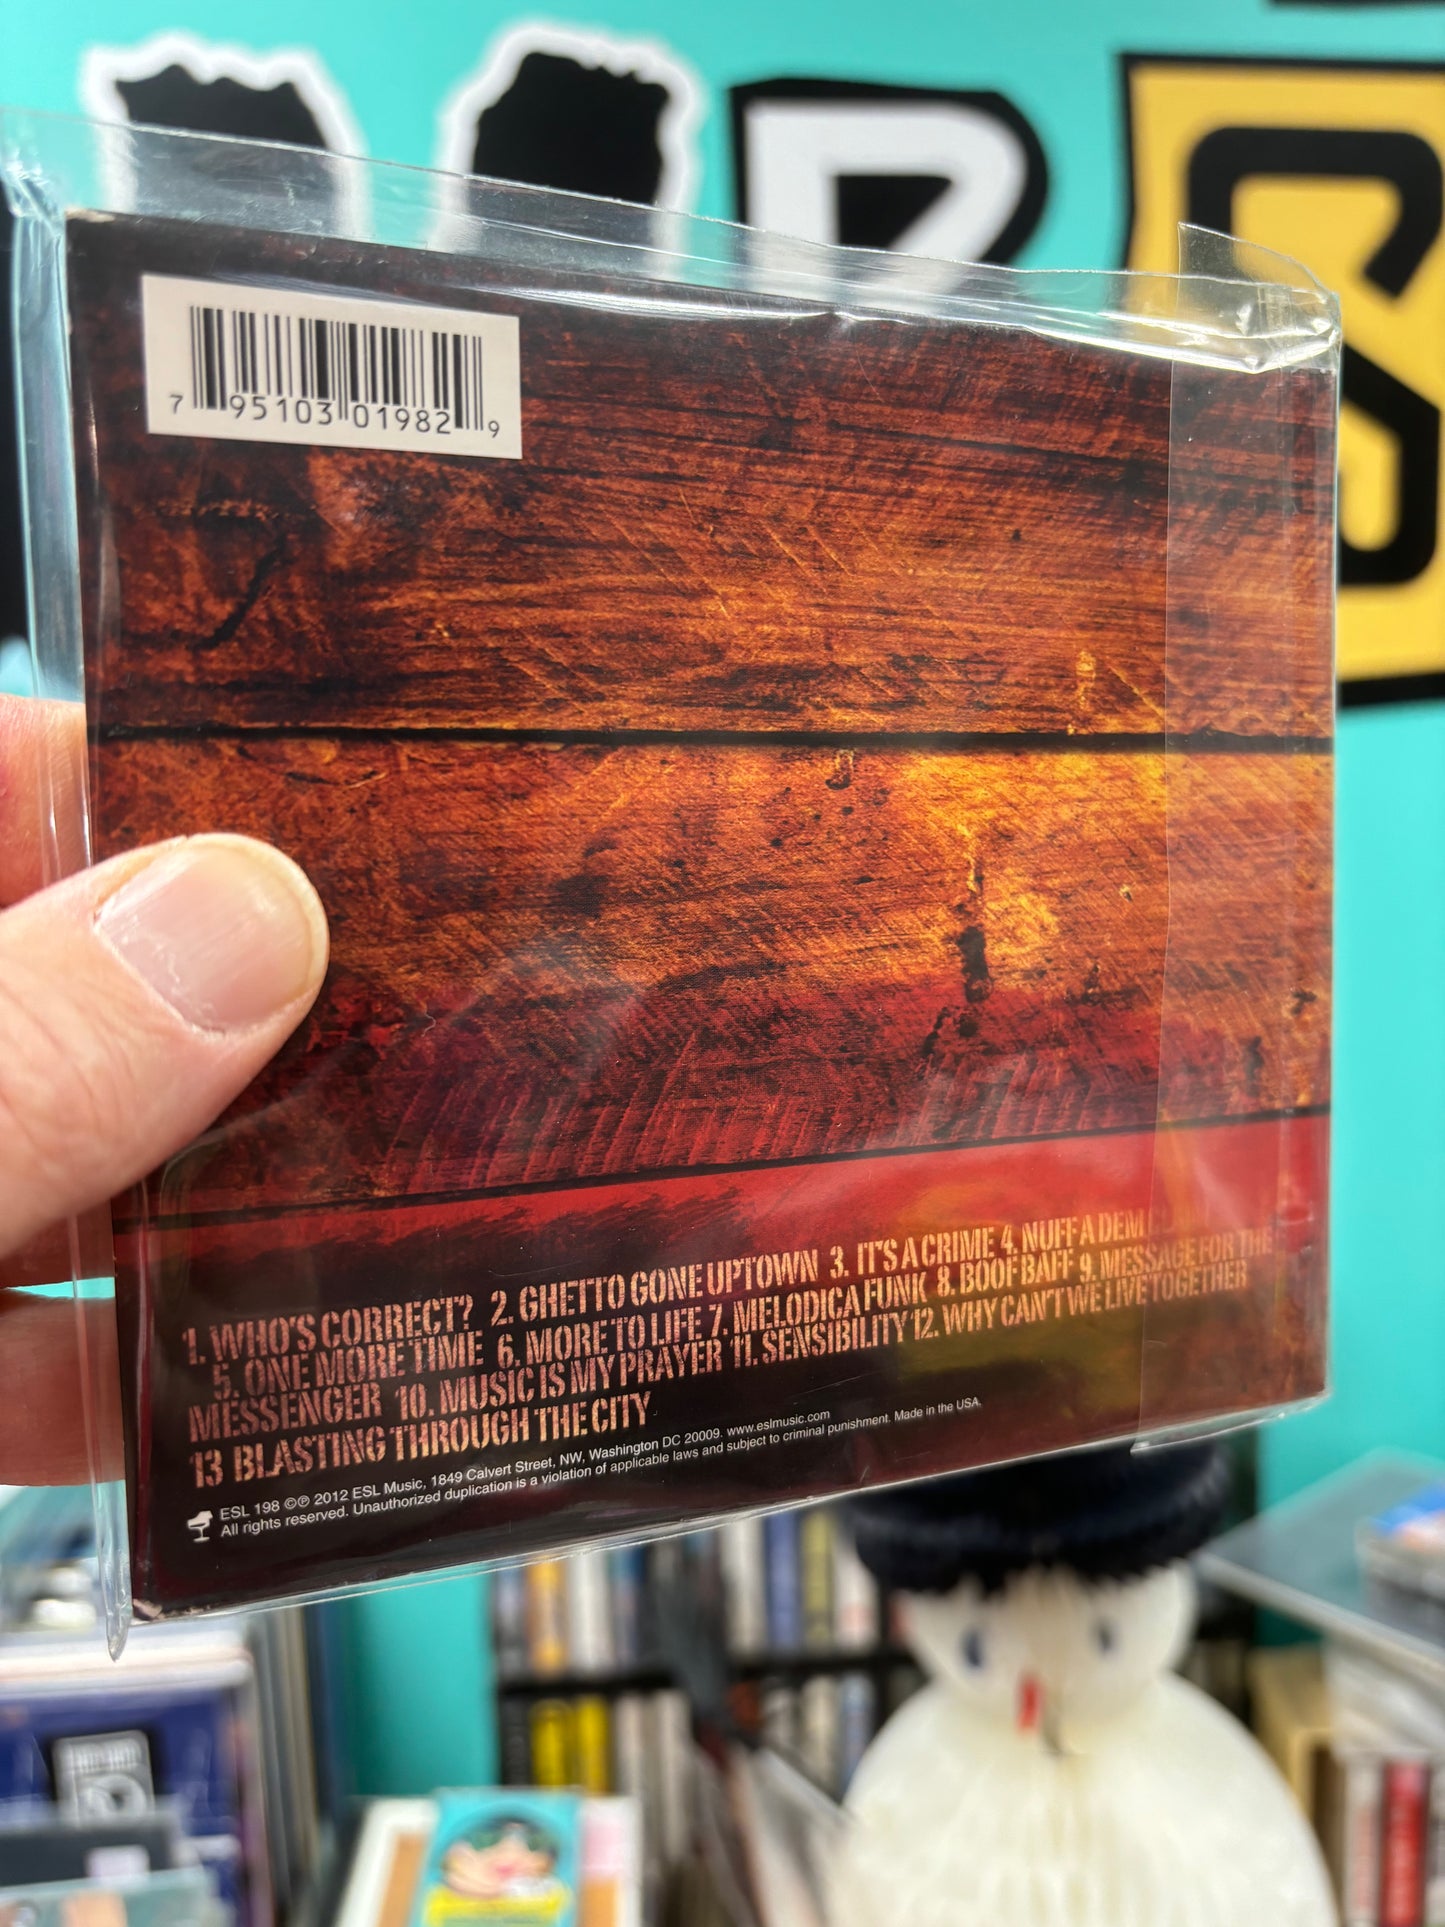 7 95103 01982 9
1. WHO'S CORRECT? 2. GHETTO GONE UPTOWN 3. IT'S A CRIME 4. NUFF A DEM
5. ONE MORE TIME 6. MORE TO LIFE 7. MELODICA FUNK 8. BOOF BAFF 9. MESSAGE FOR THE
MESSENGER 10. MUSIC IS MY PRAYER 11. SENSIBILITY 12. WHY CAN'T WE LIVE TOGETHER
13 BLASTING THROUGH THE CITY
ESL 198 ©℗ 2012 ESL Music, 1849 Calvert Street, NW, Washington DC 20009. www.eslmusic.com
All rights reserved. Unauthorized duplication is a violation of applicable laws and subject to criminal punishment. Made in the USA.